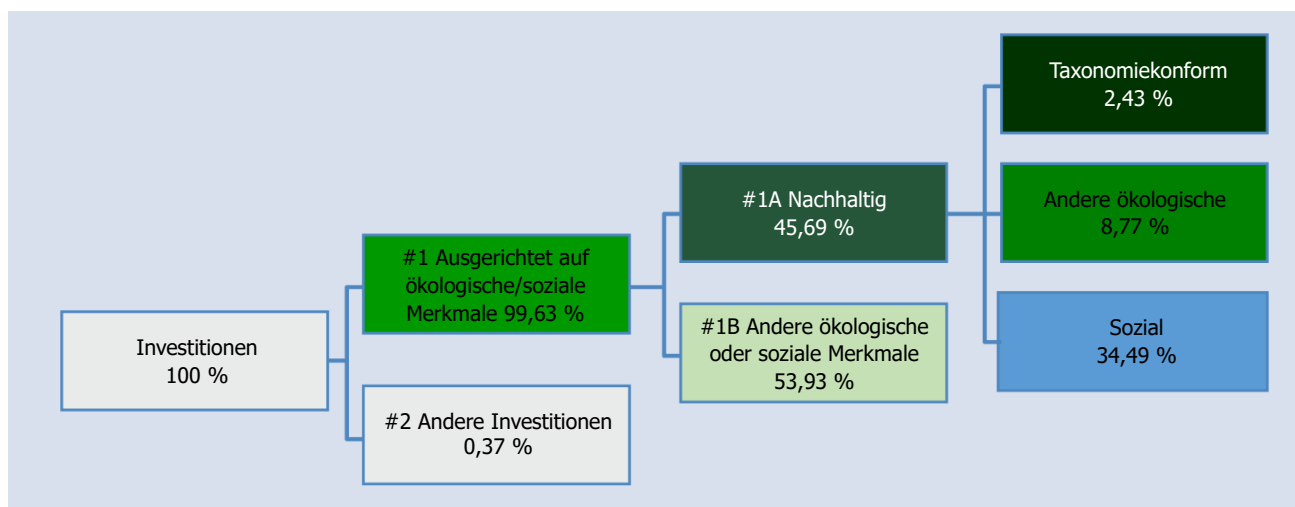 Investitionen
100 %
#1 Ausgerichtet auf
ökologische/soziale
Merkmale 99,63 %
#2 Andere Investitionen
0,37 %
#1A Nachhaltig
45,69 %
#1B Andere ökologische
oder soziale Merkmale
53,93 %
Taxonomiekonform
2,43 %
Andere ökologische
8,77 %
Sozial
34,49 %